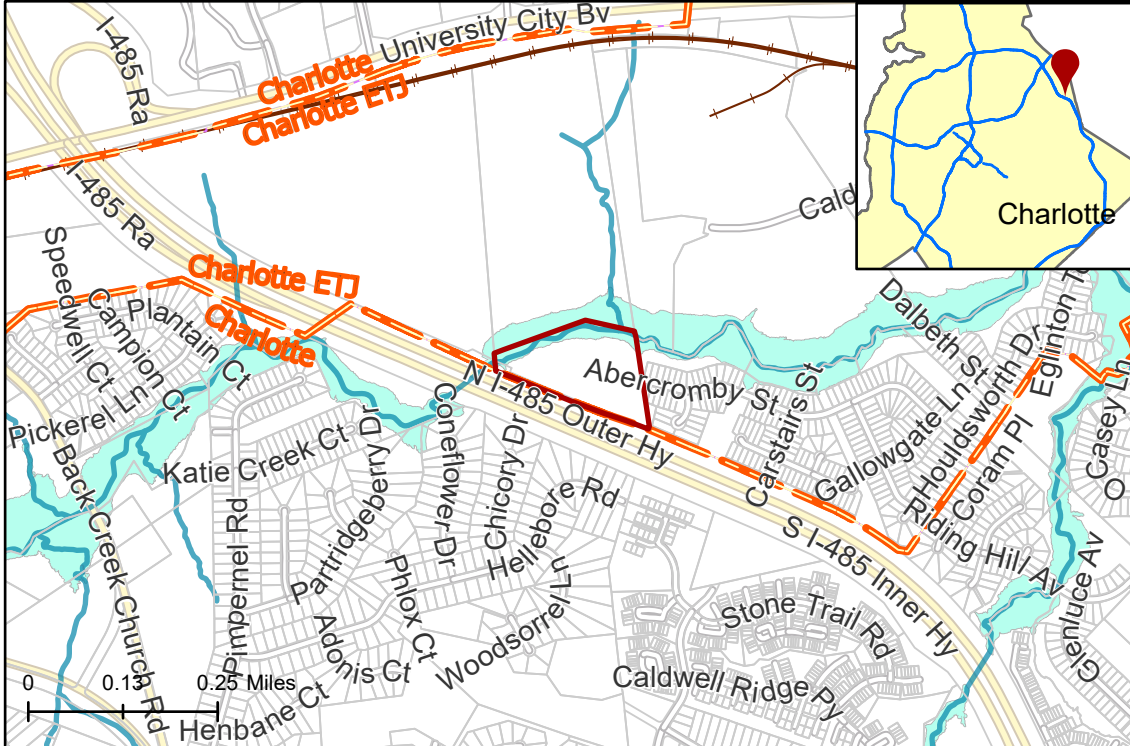 I-485 Ra
University City Bv
Charlotte
Charlotte ETJ
I-485 Ra
Cald
Charlotte
Charlotte ETJ
Charlotte
Speedwell Ct
Campion Ct
Plantain Ct
Pickerel Ln
Back Creek Church Rd
Katie Creek Ct
Pimpernel Rd
Partridgeberry Dr
Coneflower Dr
Chicory Dr
Hellebore Rd
Adonis Ct
Phlox Ct
Woodsorrel Ln
Henbane Ct
N I-485 Outer Hy
S I-485 Inner Hy
Abercromby St
Carstairs St
Dalbeth St
Gallowgate Ln
Houldsworth Dr
Eglinton
Coram Pl
Riding Hill Av
O Casey Ln
Glenluce Av
Stone Trail Rd
Caldwell Ridge Py
0 0.13 0.25 Miles